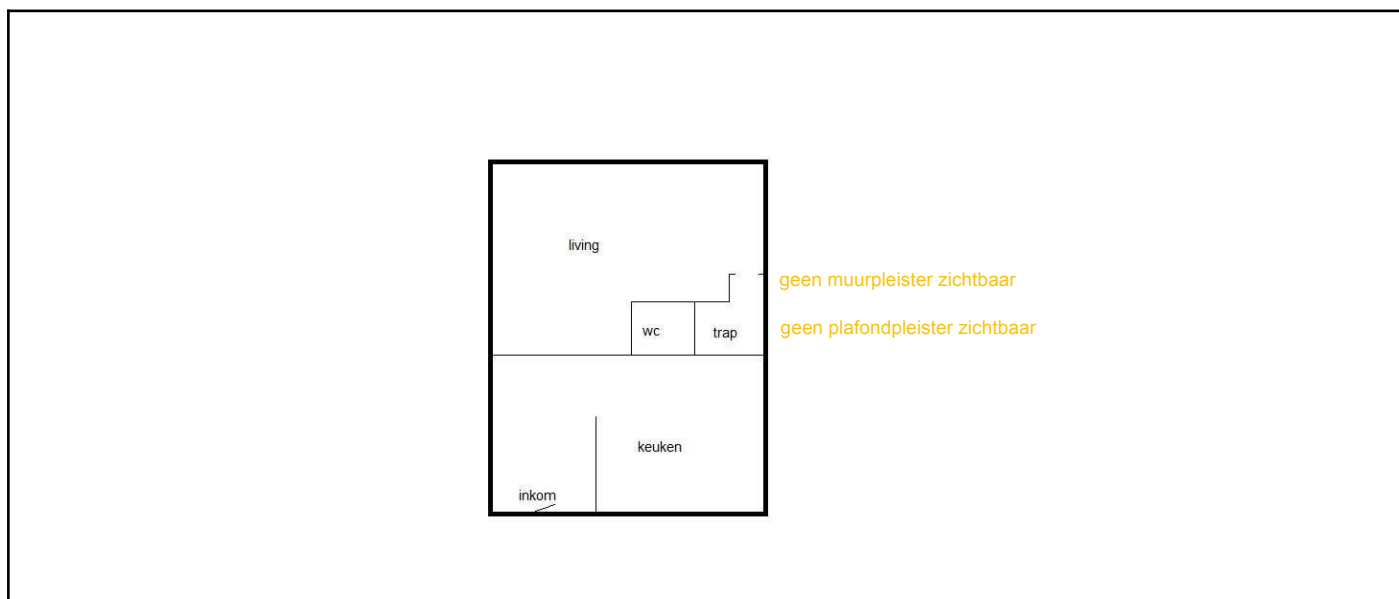 living
geen muurpleister zichtbaar
wc
trap
geen plafondpleister zichtbaar
keuken
inkom